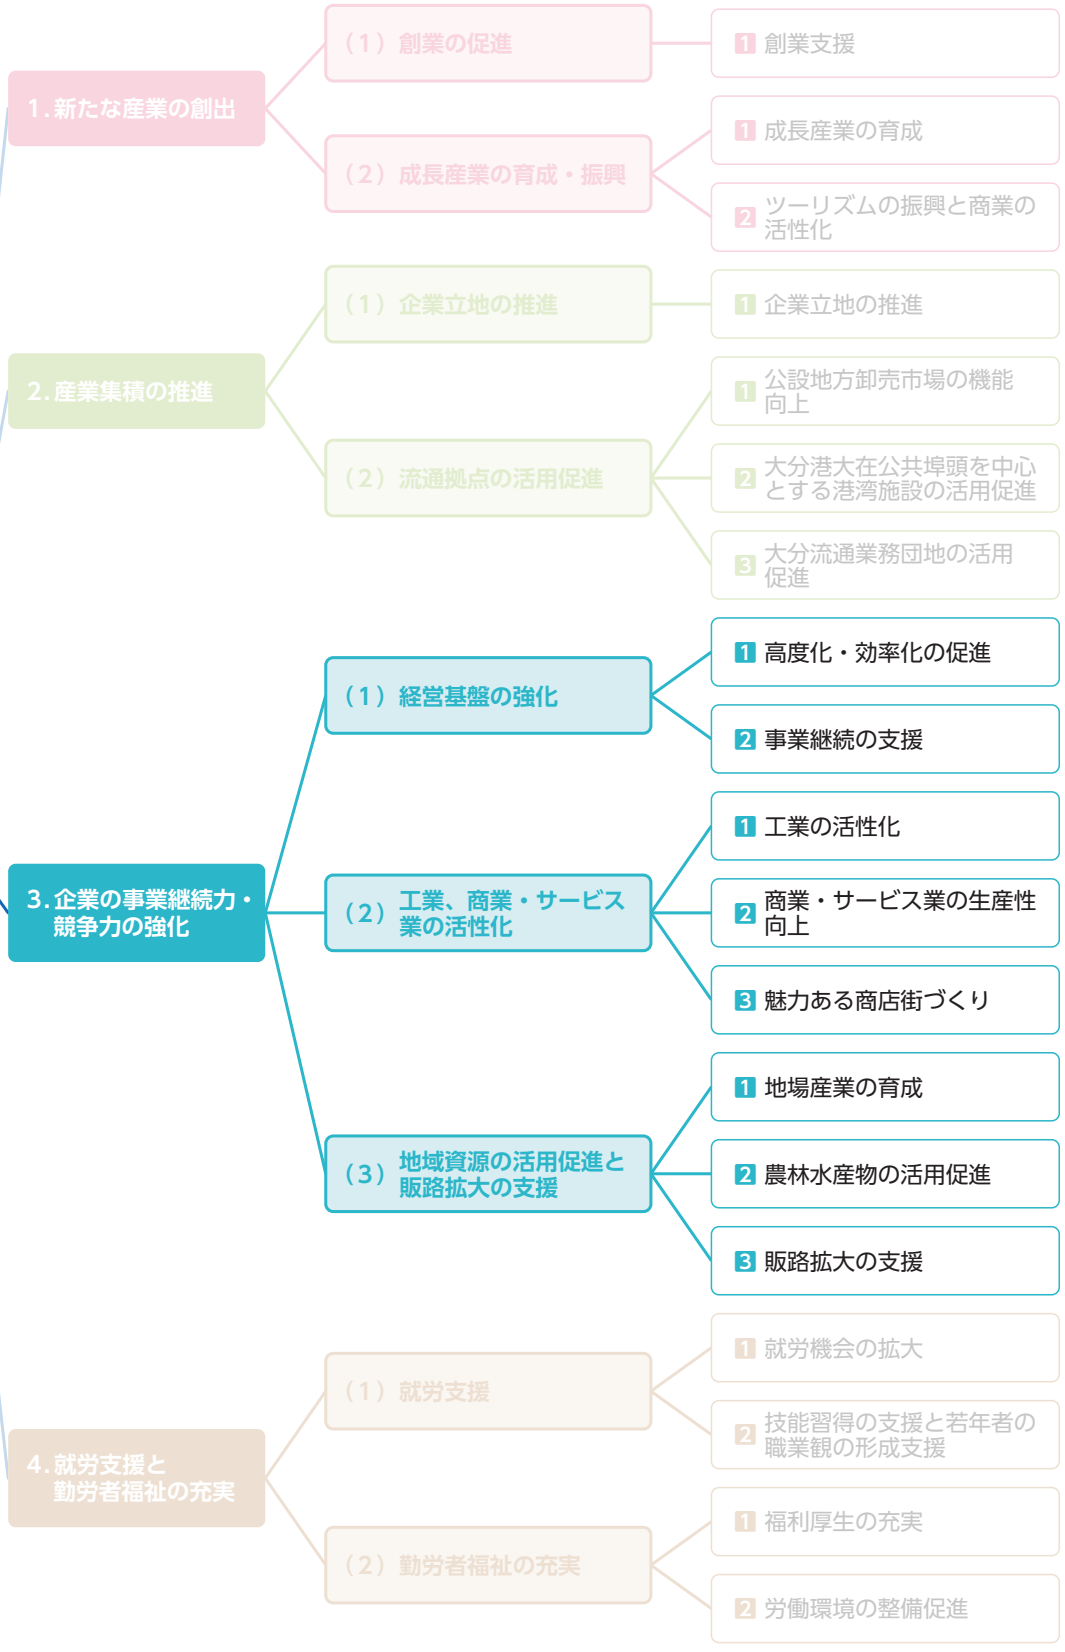 1. 新たな産業の創出
（1）創業の促進
1 創業支援
（2）成長産業の育成・振興
1 成長産業の育成
2 ツーリズムの振興と商業の
活性化
2. 産業集積の推進
（1）企業立地の推進
1 企業立地の推進
（2）流通拠点の活用促進
1 公設地方卸売市場の機能
向上
2 大分港大在公共埠頭を中心
とする港湾施設の活用促進
3 大分流通業務団地の活用
促進
3. 企業の事業継続力・
競争力の強化
（1）経営基盤の強化
1 高度化・効率化の促進
2 事業継続の支援
（2）工業、商業・サービス
業の活性化
1 工業の活性化
2 商業・サービス業の生産性
向上
3 魅力ある商店街づくり
（3）地域資源の活用促進と
販路拡大の支援
1 地場産業の育成
2 農林水産物の活用促進
3 販路拡大の支援
4. 就労支援と
勤労者福祉の充実
（1）就労支援
1 就労機会の拡大
2 技能習得の支援と若年者の
職業観の形成支援
（2）勤労者福祉の充実
1 福利厚生の充実
2 労働環境の整備促進